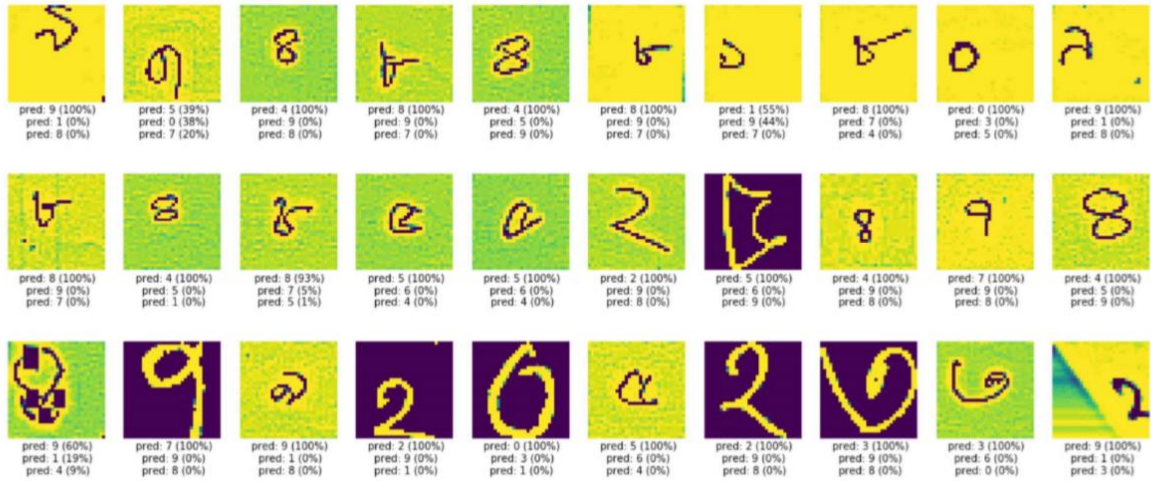 pred: 9 (100%)
pred: 1 (0%)
pred: 8 (0%)
pred: 5 (39%)
pred: 0 (38%)
pred: 7 (20%)
pred: 4 (100%)
pred: 9 (0%)
pred: 8 (0%)
pred: 8 (100%)
pred: 9 (0%)
pred: 7 (0%)
pred: 4 (100%)
pred: 5 (0%)
pred: 9 (0%)
pred: 8 (100%)
pred: 9 (0%)
pred: 7 (0%)
pred: 1 (55%)
pred: 9 (44%)
pred: 7 (0%)
pred: 8 (100%)
pred: 7 (0%)
pred: 4 (0%)
pred: 0 (100%)
pred: 3 (0%)
pred: 5 (0%)
pred: 9 (100%)
pred: 1 (0%)
pred: 8 (0%)
pred: 8 (100%)
pred: 9 (0%)
pred: 7 (0%)
pred: 4 (100%)
pred: 5 (0%)
pred: 1 (0%)
pred: 8 (93%)
pred: 7 (5%)
pred: 5 (1%)
pred: 5 (100%)
pred: 6 (0%)
pred: 4 (0%)
pred: 5 (100%)
pred: 6 (0%)
pred: 4 (0%)
pred: 2 (100%)
pred: 9 (0%)
pred: 8 (0%)
pred: 5 (100%)
pred: 6 (0%)
pred: 9 (0%)
pred: 4 (100%)
pred: 9 (0%)
pred: 8 (0%)
pred: 7 (100%)
pred: 9 (0%)
pred: 8 (0%)
pred: 4 (100%)
pred: 5 (0%)
pred: 9 (0%)
pred: 9 (60%)
pred: 1 (19%)
pred: 4 (9%)
pred: 7 (100%)
pred: 9 (0%)
pred: 8 (0%)
pred: 9 (100%)
pred: 1 (0%)
pred: 8 (0%)
pred: 2 (100%)
pred: 9 (0%)
pred: 1 (0%)
pred: 0 (100%)
pred: 3 (0%)
pred: 1 (0%)
pred: 5 (100%)
pred: 6 (0%)
pred: 4 (0%)
pred: 2 (100%)
pred: 9 (0%)
pred: 8 (0%)
pred: 3 (100%)
pred: 9 (0%)
pred: 8 (0%)
pred: 3 (100%)
pred: 6 (0%)
pred: 0 (0%)
pred: 9 (100%)
pred: 1 (0%)
pred: 3 (0%)